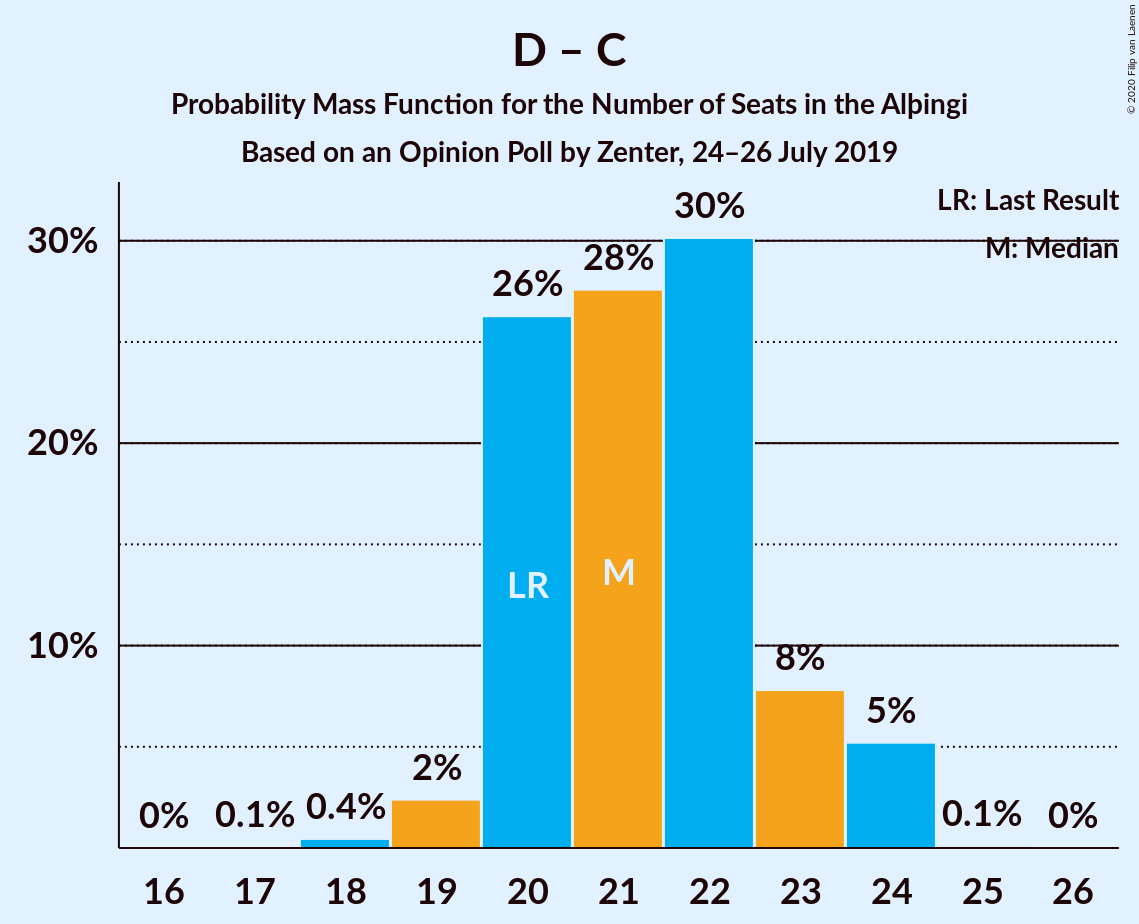 D – C
Probability Mass Function for the Number of Seats in the Alþingi
Based on an Opinion Poll by Zenter, 24–26 July 2019
© 2020 Filip van Laenen
LR: Last Result
M: Median
30%
20%
10%
0%
0.1%
0.4%
2%
26%
28%
30%
8%
5%
0.1%
0%
LR
M
16 17 18 19 20 21 22 23 24 25 26